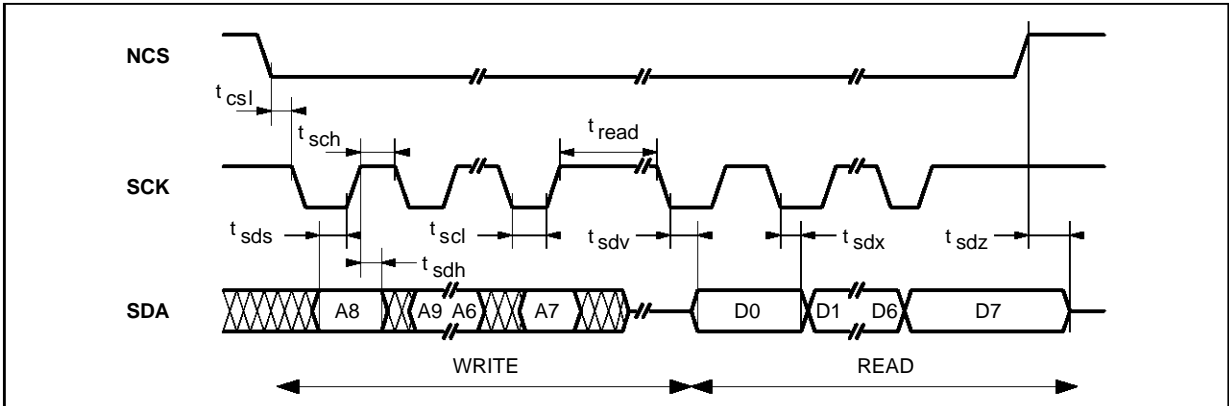 NCS
t csl
t sch
t read
SCK
t sds
t scl
t sdv
t sdx
t sdz
t sdh
SDA
A8
A9
A6
A7
D0
D1
D6
D7
WRITE
READ